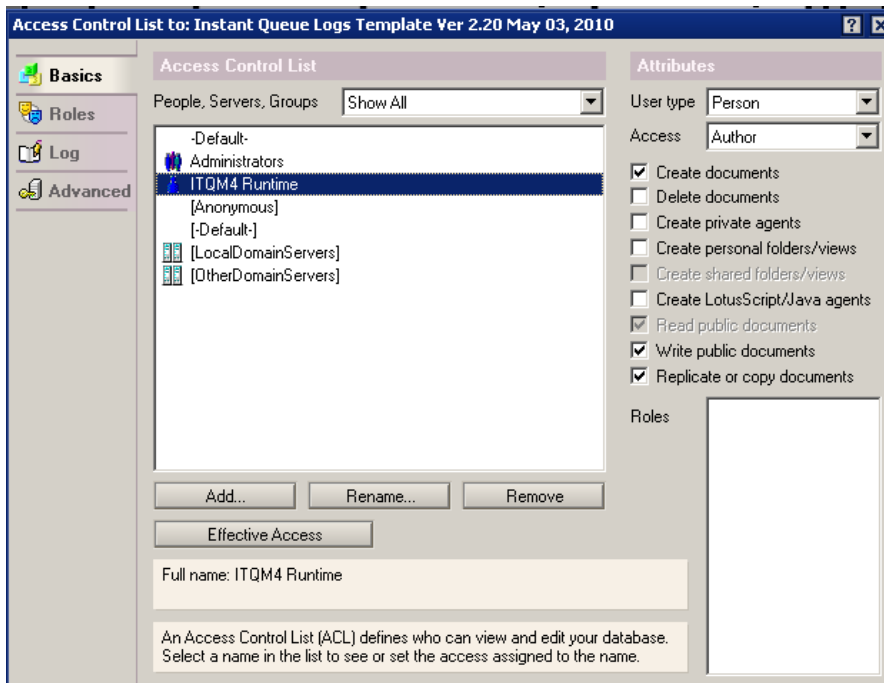 Access Control List to: Instant Queue Logs Template Ver 2.20 May 03, 2010
Basics
Roles
Log
Advanced
Access Control List
People, Servers, Groups Show All
-Default-
Administrators
ITQM4 Runtime
[Anonymous]
[-Default-]
[LocalDomainServers]
[OtherDomainServers]
Add...
Rename...
Remove
Effective Access
Full name: ITQM4 Runtime
An Access Control List (ACL) defines who can view and edit your database.
Select a name in the list to see or set the access assigned to the name.
Attributes
User type Person
Access Author
Create documents
Delete documents
Create private agents
Create personal folders/views
Create shared folders/views
Create LotusScript/Java agents
Read public documents
Write public documents
Replicate or copy documents
Roles